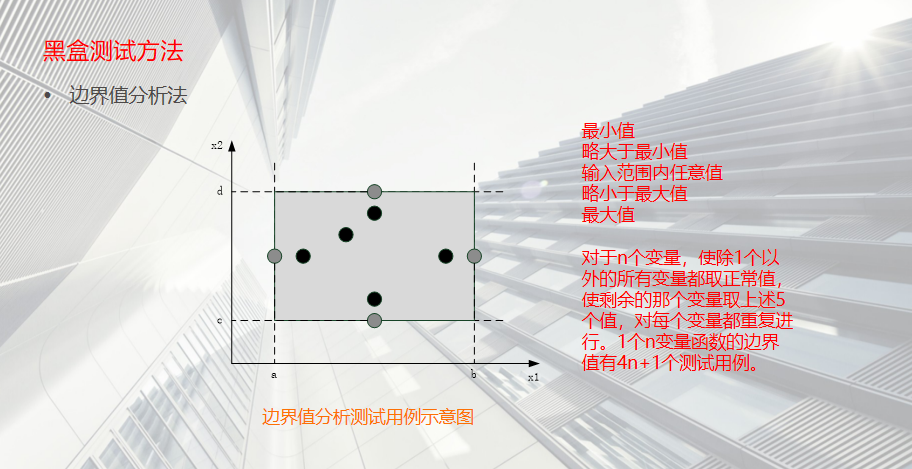 黑盒测试方法
• 边界值分析法
x2
d
c
a
b
x1
最小值
略大于最小值
输入范围内任意值
略小于最大值
最大值
对于n个变量，使除1个以
外的所有变量都取正常值，
使剩余的那个变量取上述5
个值，对每个变量都重复进
行。1个n变量函数的边界
值有4n+1个测试用例。
边界值分析测试用例示意图